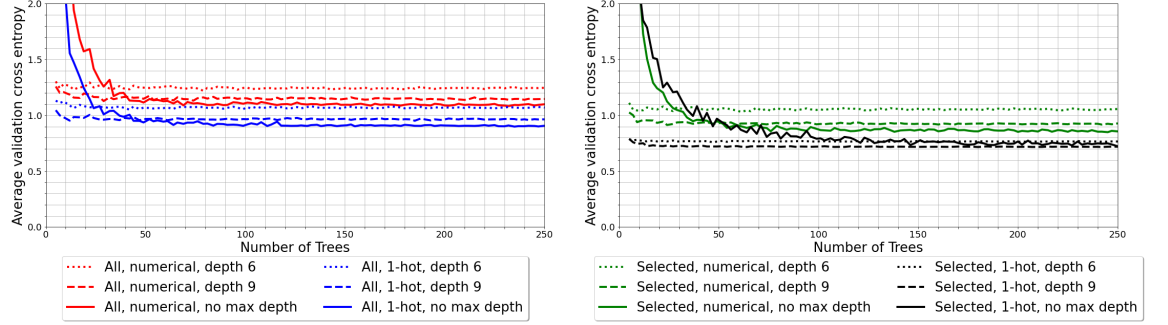 Average validation cross entropy
2.0
1.5
1.0
0.5
0.0
0 50 100 150 200 250
Number of Trees
All, numerical, depth 6
All, numerical, depth 9
All, numerical, no max depth
All, 1-hot, depth 6
All, 1-hot, depth 9
All, 1-hot, no max depth
Average validation cross entropy
2.0
1.5
1.0
0.5
0.0
0 50 100 150 200 250
Number of Trees
Selected, numerical, depth 6
Selected, numerical, depth 9
Selected, numerical, no max depth
Selected, 1-hot, depth 6
Selected, 1-hot, depth 9
Selected, 1-hot, no max depth